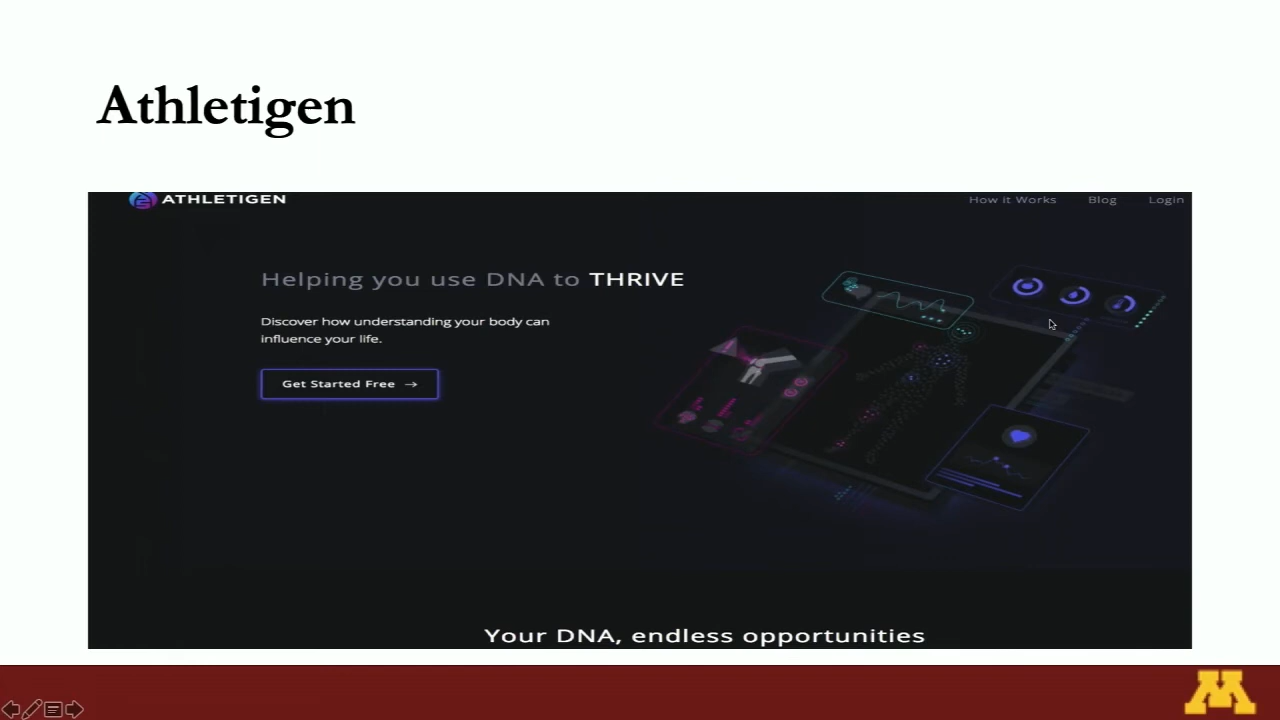 Athletigen
ATHLETIGEN
How it Works Blog Login
Helping you use DNA to THRIVE
Discover how understanding your body can
influence your life.
Get Started Free →
Your DNA, endless opportunities
M